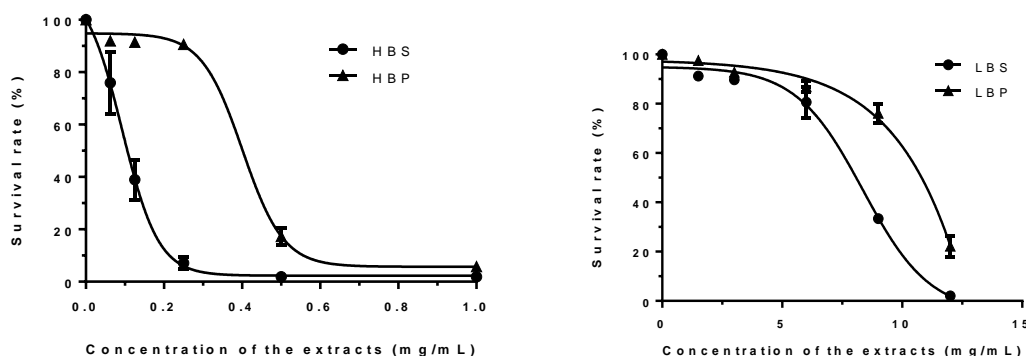 100
80
60
40
20
0
0.0 0.2 0.4 0.6 0.8 1.0
Survival rate (%)
Concentration of the extracts (mg/mL)
HBS
HBP
100
80
60
40
20
0
0 5 10 15
Survival rate (%)
Concentration of the extracts (mg/mL)
LBS
LBP